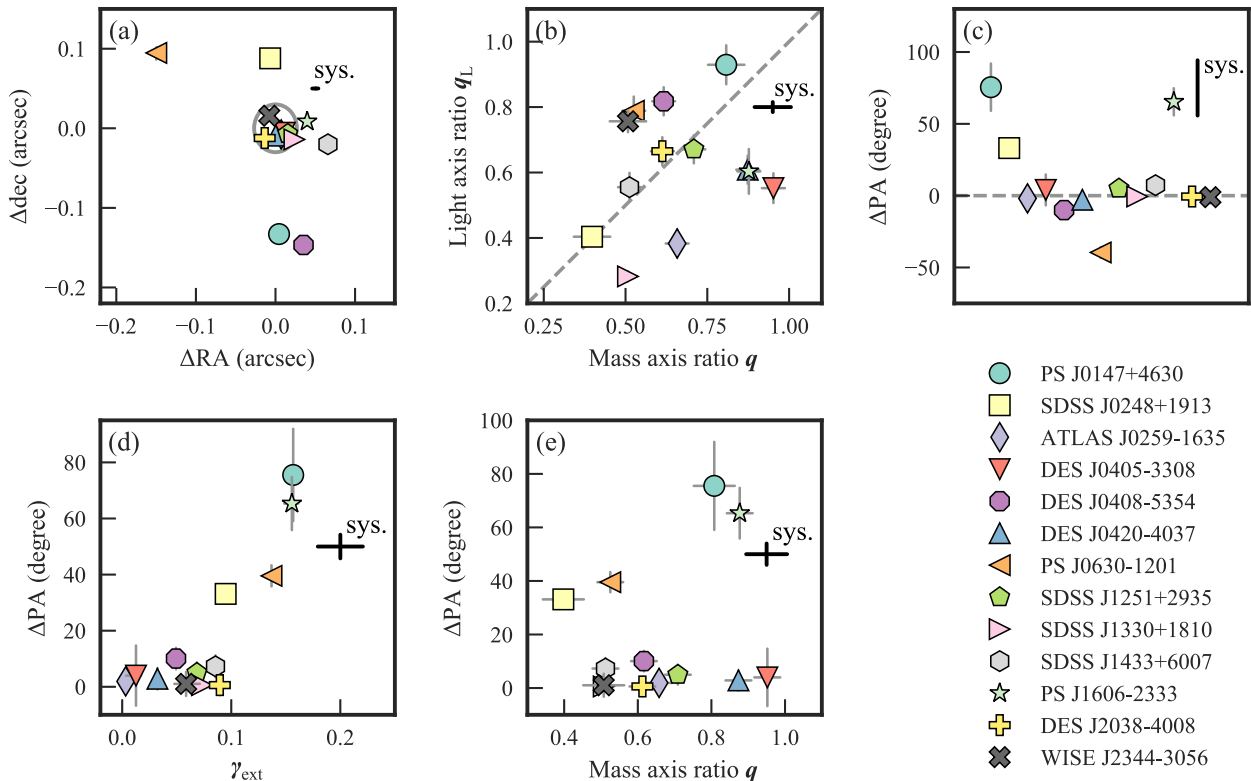 (a)
sys.
0.1
0.0
−0.1
−0.2
Δdec (arcsec)
−0.2
−0.1
0.0
0.1
ΔRA (arcsec)
(b)
sys.
1.0
0.8
0.6
0.4
0.2
Light axis ratio qL
0.25
0.50
0.75
1.00
Mass axis ratio q
(c)
sys.
100
50
0
−50
ΔPA (degree)
(d)
sys.
80
60
40
20
0
ΔPA (degree)
0.0
0.1
0.2
γext
(e)
sys.
100
80
60
40
20
0
ΔPA (degree)
0.4
0.6
0.8
1.0
Mass axis ratio q
PS J0147+4630
SDSS J0248+1913
ATLAS J0259-1635
DES J0405-3308
DES J0408-5354
DES J0420-4037
PS J0630-1201
SDSS J1251+2935
SDSS J1330+1810
SDSS J1433+6007
PS J1606-2333
DES J2038-4008
WISE J2344-3056